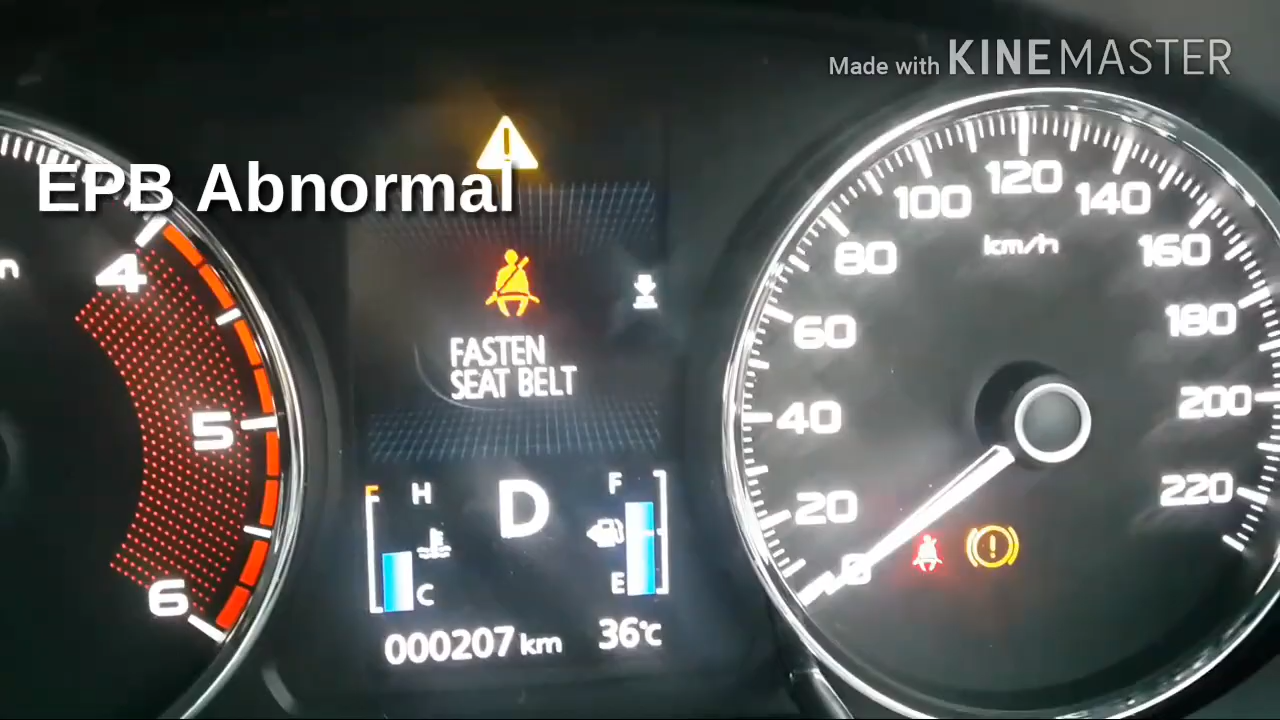 Made with KINEMASTER
EPB Abnormal
4
5
6
FASTEN
SEAT BELT
H
C
D
F
E
000207 km
36°C
0
20
40
60
80
100
120
140
160
180
200
220
km/h